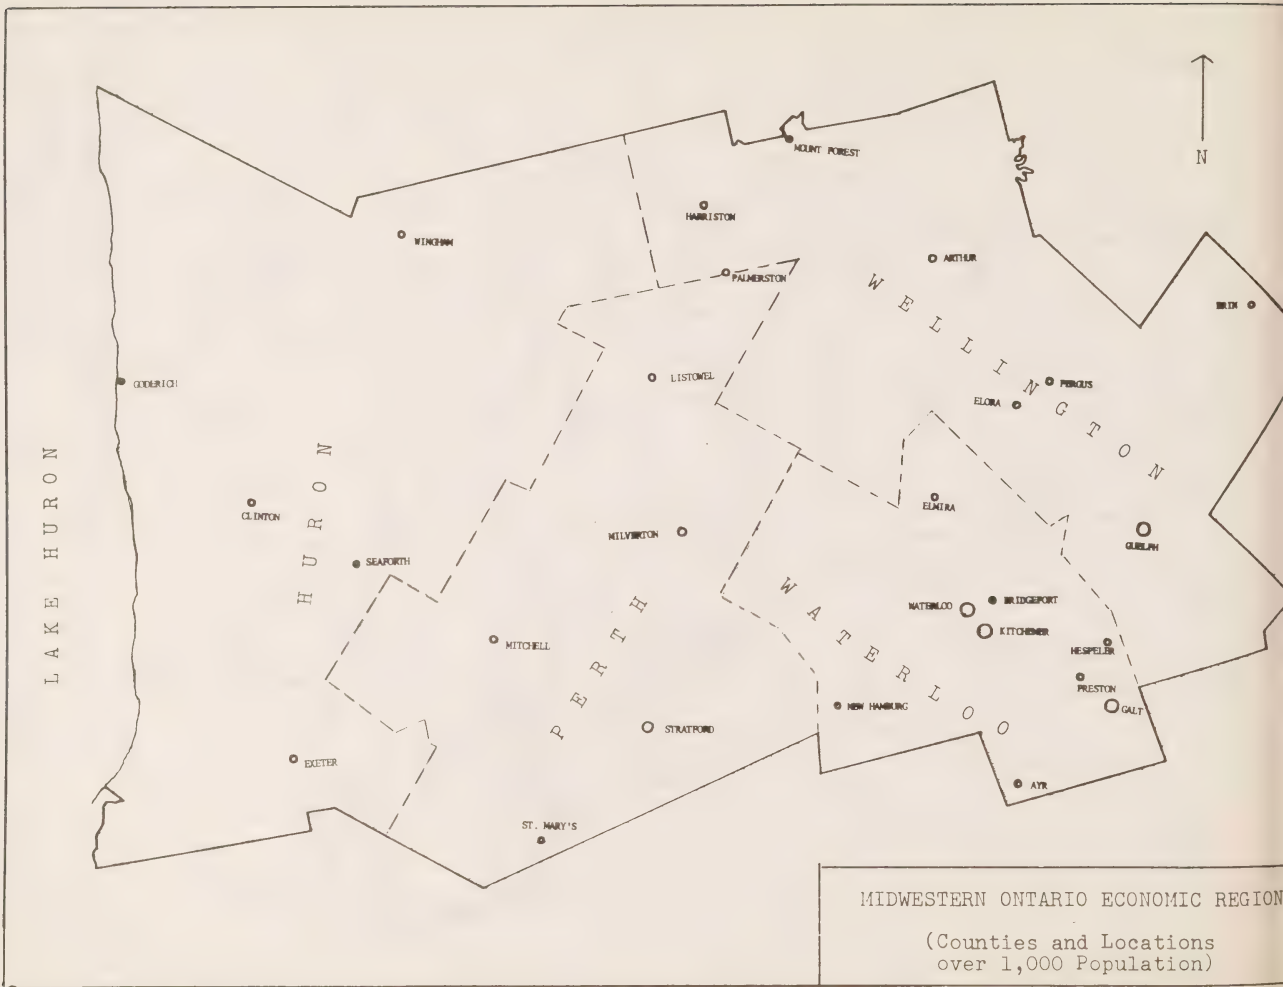 N
MOUNT FOREST
HARRISTON
WINGHAM
PALMERSTON
ARTHUR
ERIN
WELLINGTON
GODERICH
LISTOWEL
FERGUS
ELORA
LAKE HURON
HURON
CLINTON
SEAFORTH
MILVERTON
ELMIRA
GUELPH
WATERLOO
BRIDGEPORT
KITCHENER
HESPELER
PRESTON
GALT
MITCHELL
PERTH
WATERLOO
NEW HAMBURG
STRATFORD
EXETER
AYR
ST. MARY'S
MIDWESTERN ONTARIO ECONOMIC REGION
(Counties and Locations
over 1,000 Population)